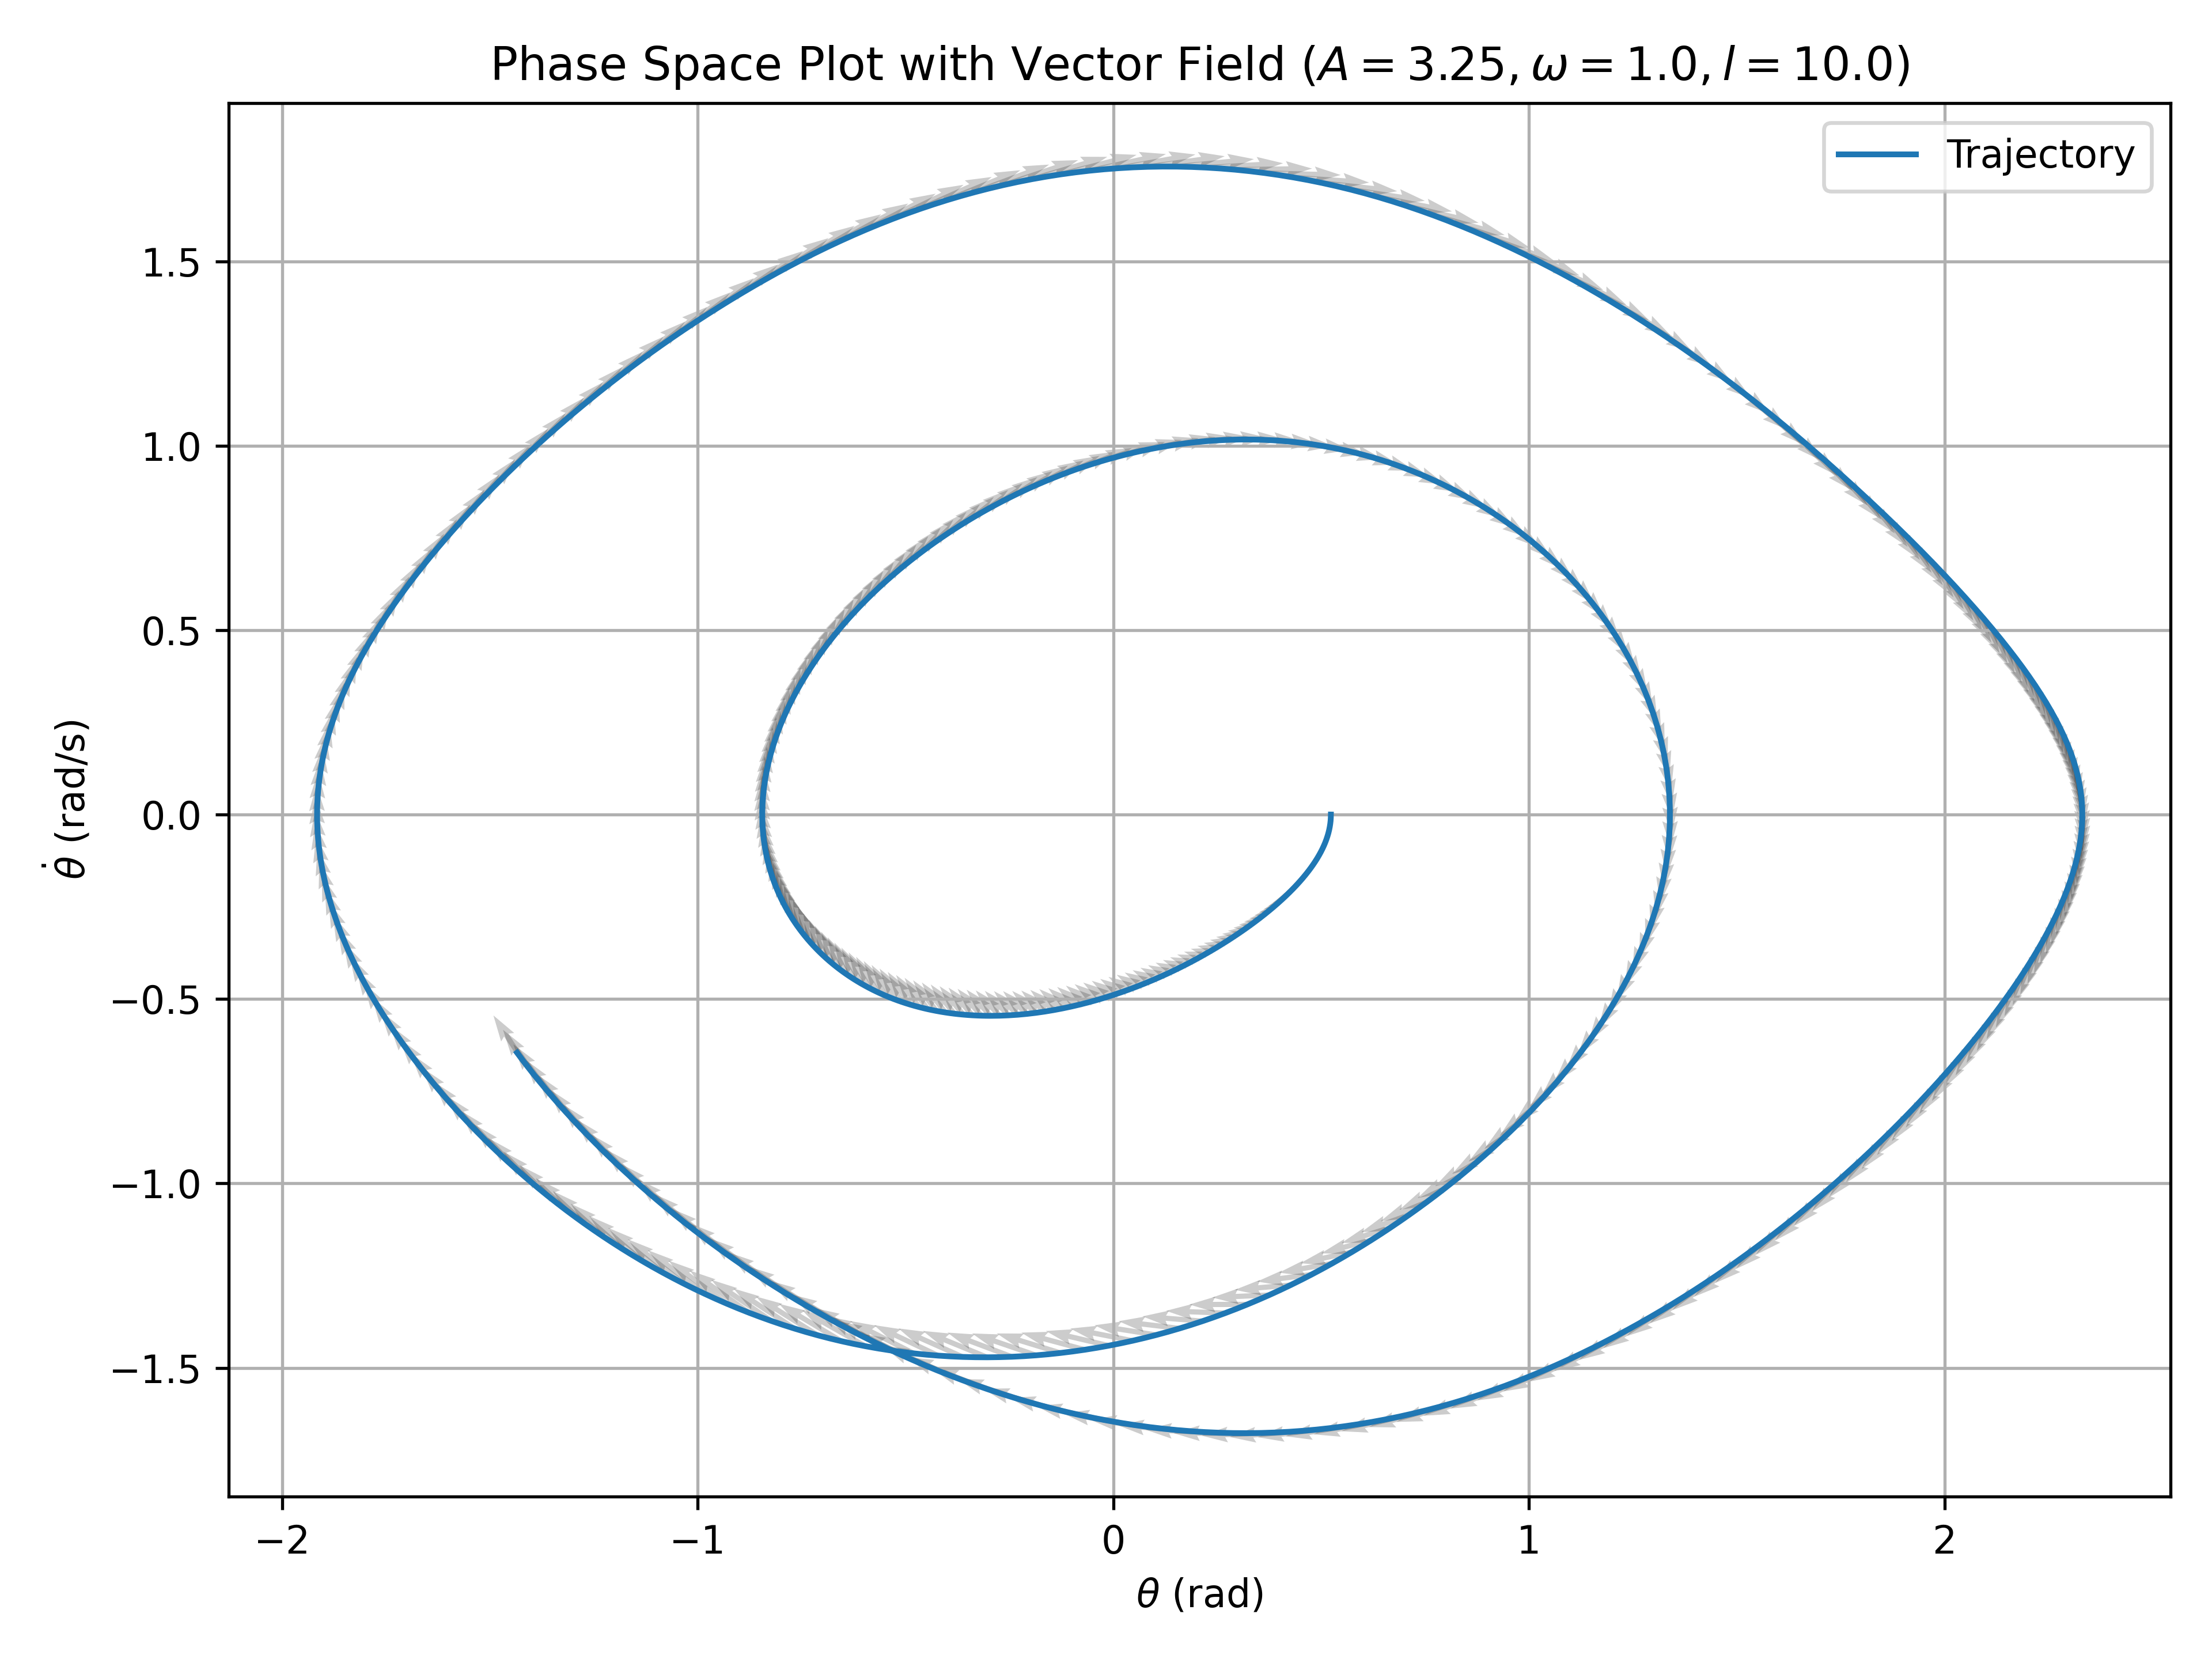 Phase Space Plot with Vector Field (A = 3.25, ω = 1.0, l = 10.0)
Trajectory
1.5
1.0
0.5
0.0
−0.5
−1.0
−1.5
θ̇ (rad/s)
−2 −1 0 1 2
θ (rad)